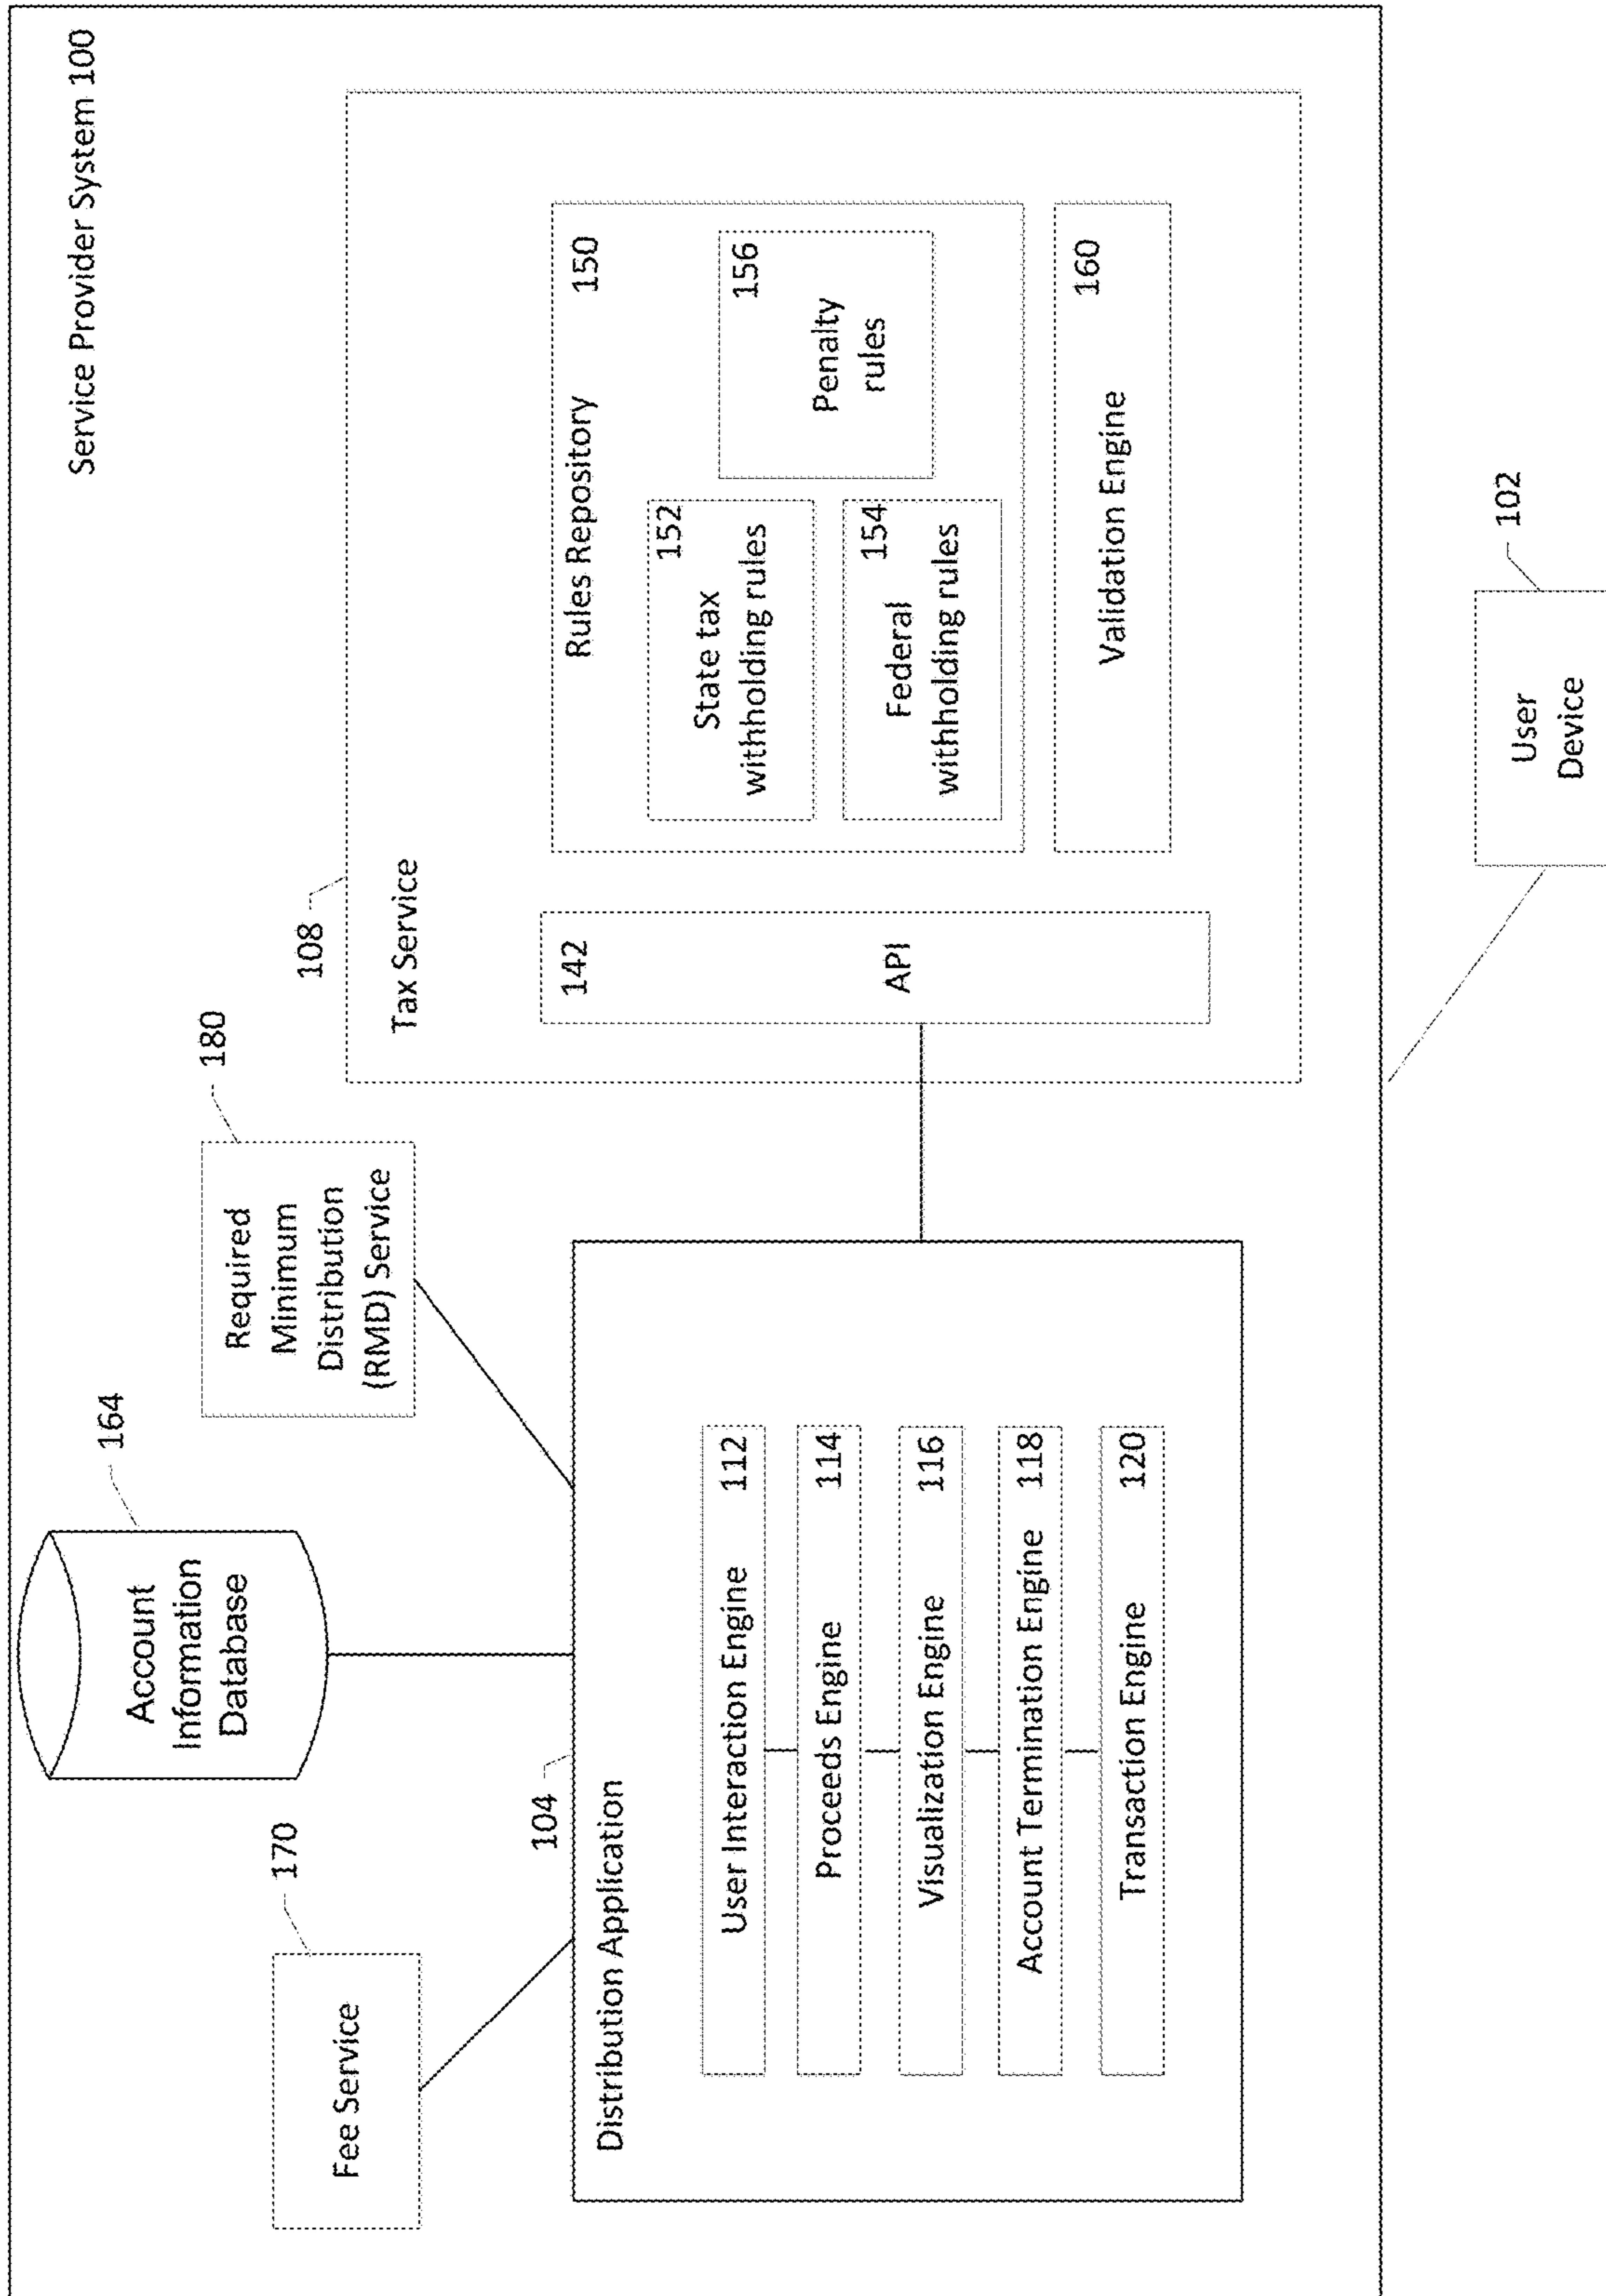 Service Provider System 100
170
Fee Service
164
Account
Information
Database
180
Required
Minimum
Distribution
(RMD) Service
104
Distribution Application
User Interaction Engine 112
Proceeds Engine 114
Visualization Engine 116
Account Termination Engine 118
Transaction Engine 120
108
Tax Service
142
API
Rules Repository 150
152
State tax
withholding rules
154
Federal
withholding rules
156
Penalty
rules
160
Validation Engine
102
User
Device